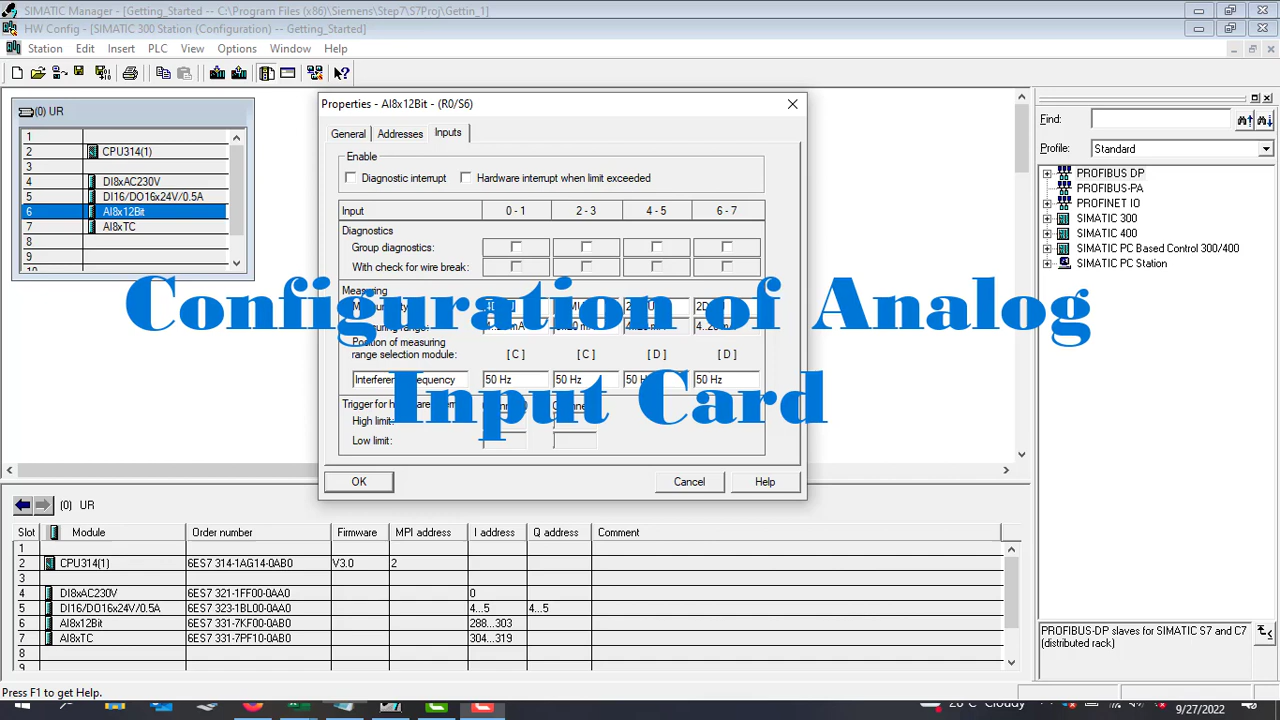 SIMATIC Manager - [Getting_Started -- C:\Program Files (x86)\Siemens\Step7\S7Proj\Gettin_1]
HW Config - [SIMATIC 300 Station (Configuration) -- Getting_Started]
Station Edit Insert PLC View Options Window Help
(0) UR
1
2 CPU314(1)
3
4 DI8xAC230V
5 DI16/DO16x24V/0.5A
6 AI8x12Bit
7 AI8xTC
8
9
10
Properties - AI8x12Bit - (R0/S6)
General Addresses Inputs
Enable
Diagnostic interrupt Hardware interrupt when limit exceeded
Input 0 - 1 2 - 3 4 - 5 6 - 7
Diagnostics
Group diagnostics:
With check for wire break:
Measuring
Position of measuring
range selection module: [ C ] [ C ] [ D ] [ D ]
50 Hz 50 Hz 50 Hz
High limit:
Low limit:
OK Cancel Help
Configuration of Analog
Input Card
Find:
Profile: Standard
PROFIBUS DP
PROFIBUS-PA
PROFINET IO
SIMATIC 300
SIMATIC 400
SIMATIC PC Based Control 300/400
SIMATIC PC Station
PROFIBUS-DP slaves for SIMATIC S7 and C7
(distributed rack)
(0) UR
Slot Module Order number Firmware MPI address I address Q address Comment
1
2 CPU314(1) 6ES7 314-1AG14-0AB0 V3.0 2
3
4 DI8xAC230V 6ES7 321-1FF00-0AA0 0
5 DI16/DO16x24V/0.5A 6ES7 323-1BL00-0AA0 4...5 4...5
6 AI8x12Bit 6ES7 331-7KF02-0AB0 288...303
7 AI8xTC 6ES7 331-7PF10-0AB0 304...319
8
9
Press F1 to get Help.
Cloudy
9/27/2022